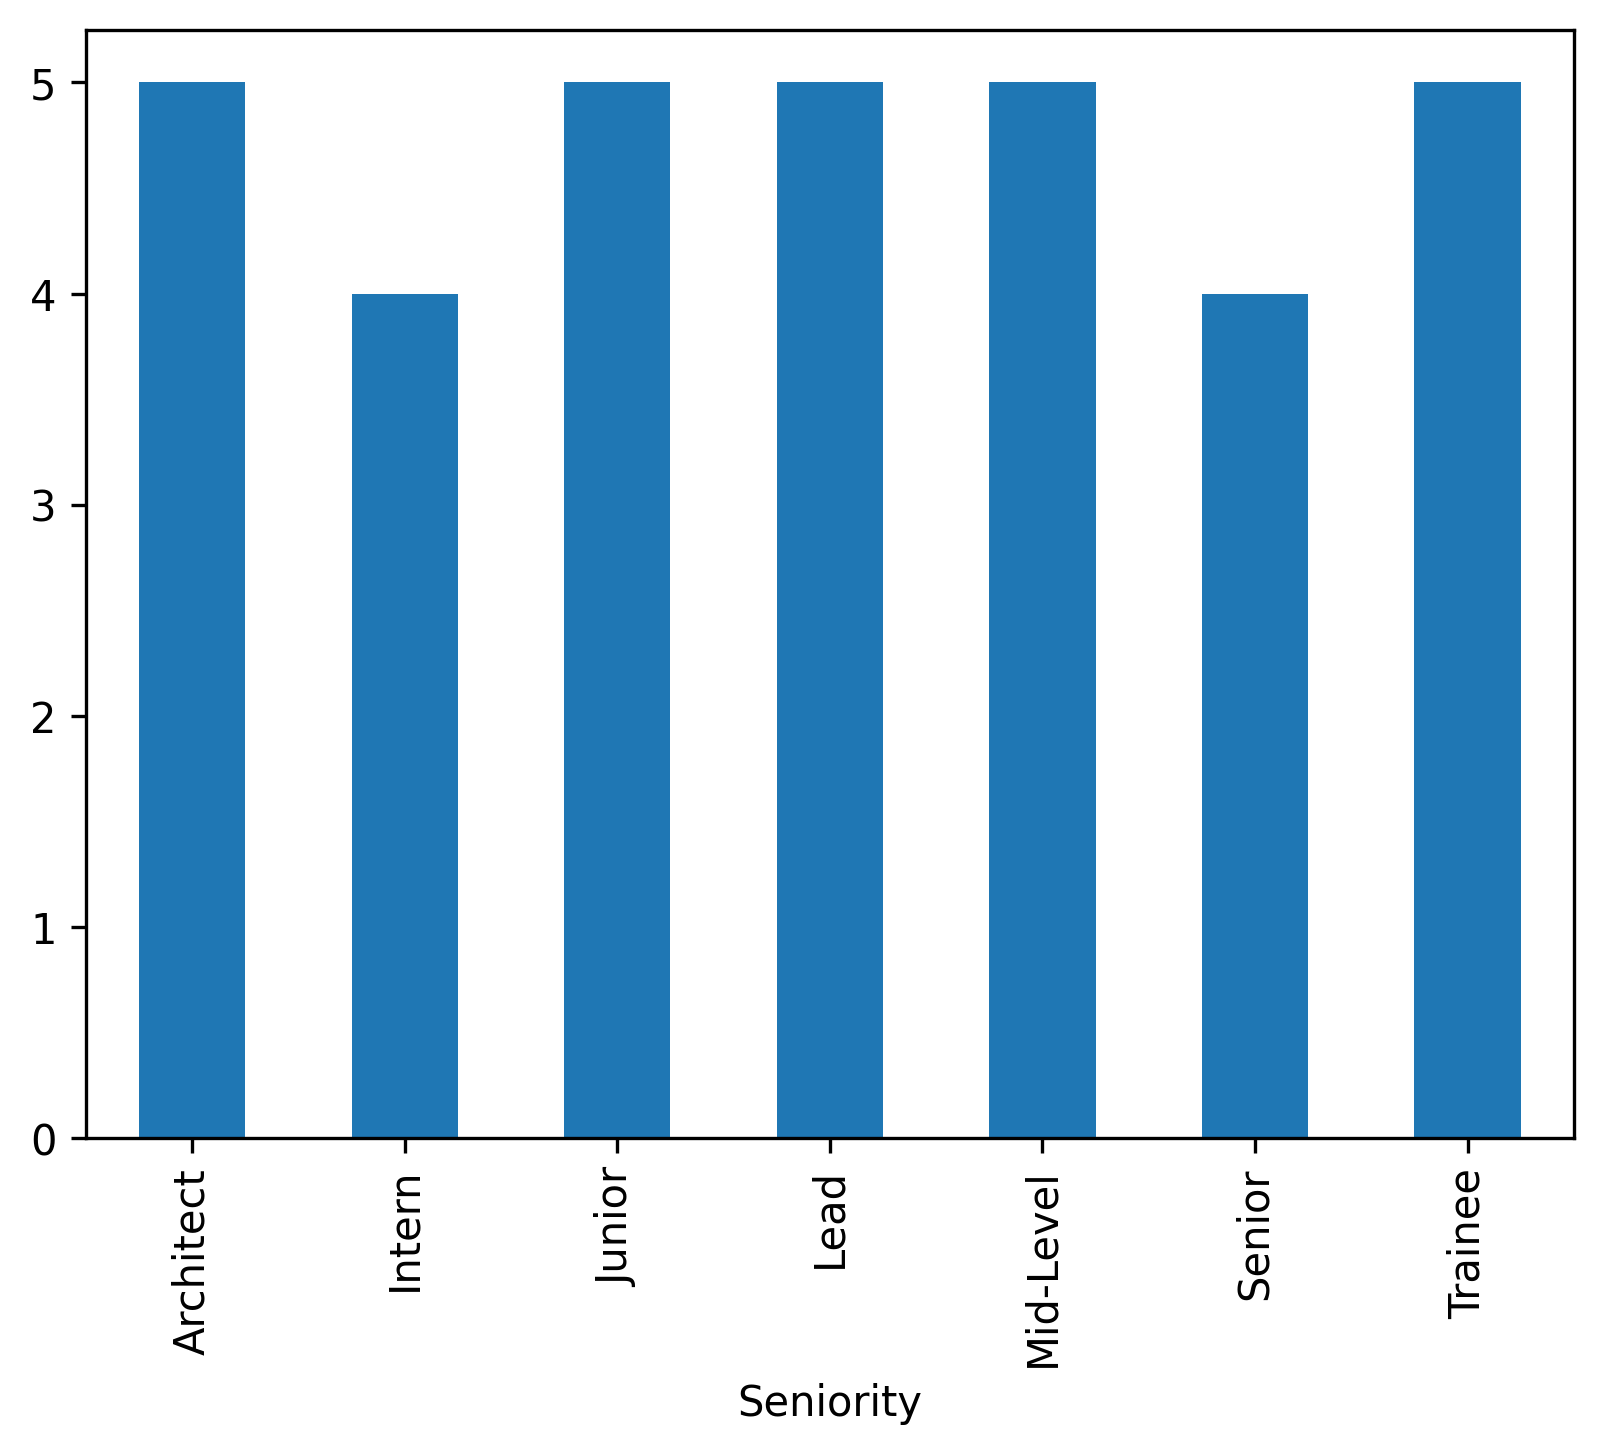 5
4
3
2
1
0
Architect
Intern
Junior
Lead
Mid-Level
Senior
Trainee
Seniority